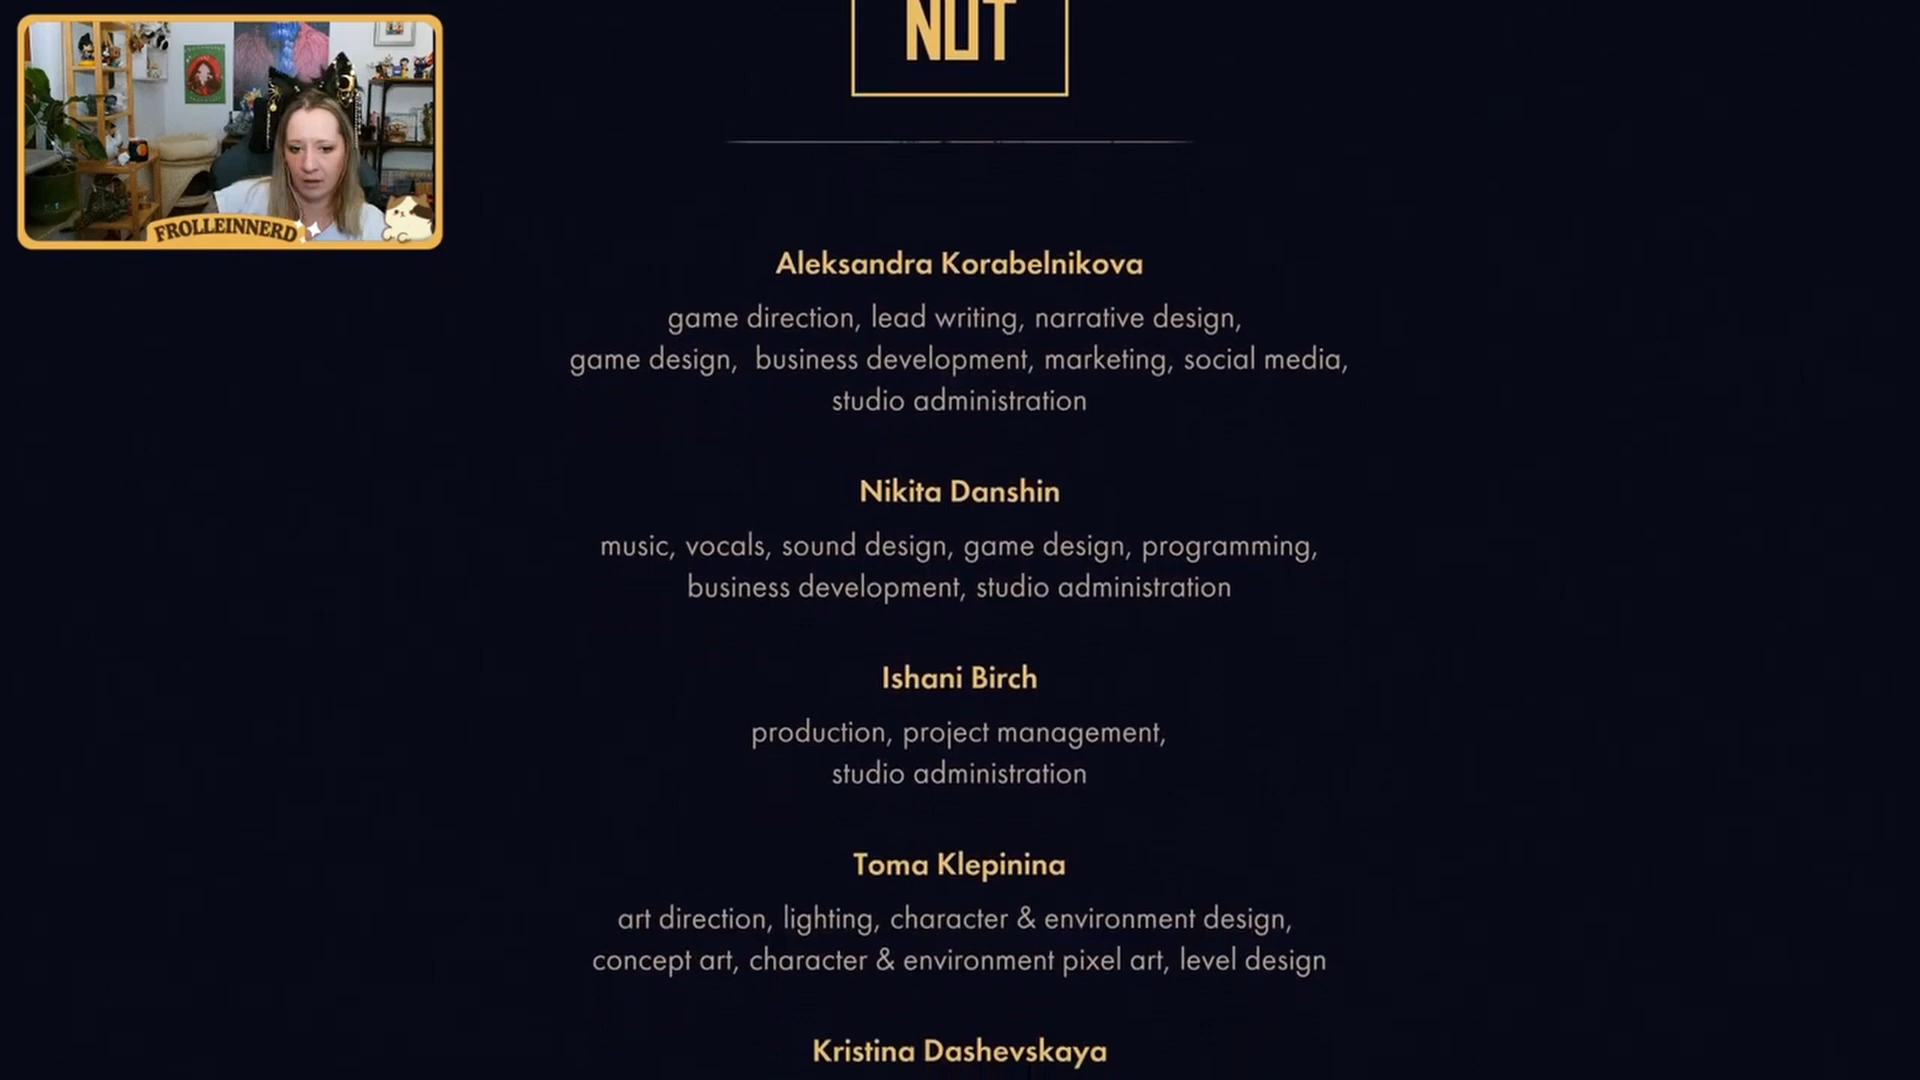 NUT
FROLLEINNERD
Aleksandra Korabelnikova
game direction, lead writing, narrative design,
game design, business development, marketing, social media,
studio administration
Nikita Danshin
music, vocals, sound design, game design, programming,
business development, studio administration
Ishani Birch
production, project management,
studio administration
Toma Klepinina
art direction, lighting, character & environment design,
concept art, character & environment pixel art, level design
Kristina Dashevskaya